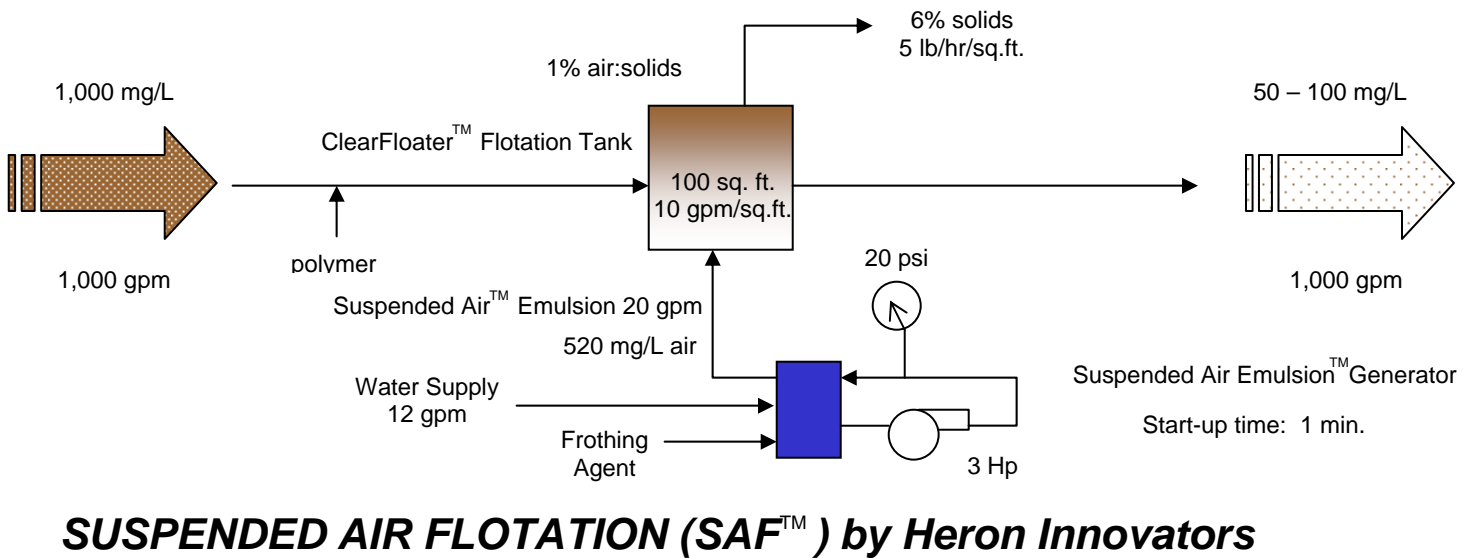 6% solids
5 lb/hr/sq.ft.
1% air:solids
1,000 mg/L
50 – 100 mg/L
ClearFloater™ Flotation Tank
100 sq. ft.
10 gpm/sq.ft.
polymer
1,000 gpm
20 psi
1,000 gpm
Suspended Air™ Emulsion 20 gpm
520 mg/L air
Water Supply
12 gpm
Suspended Air Emulsion™Generator
Start-up time: 1 min.
Frothing
Agent
3 Hp
SUSPENDED AIR FLOTATION (SAF™ ) by Heron Innovators